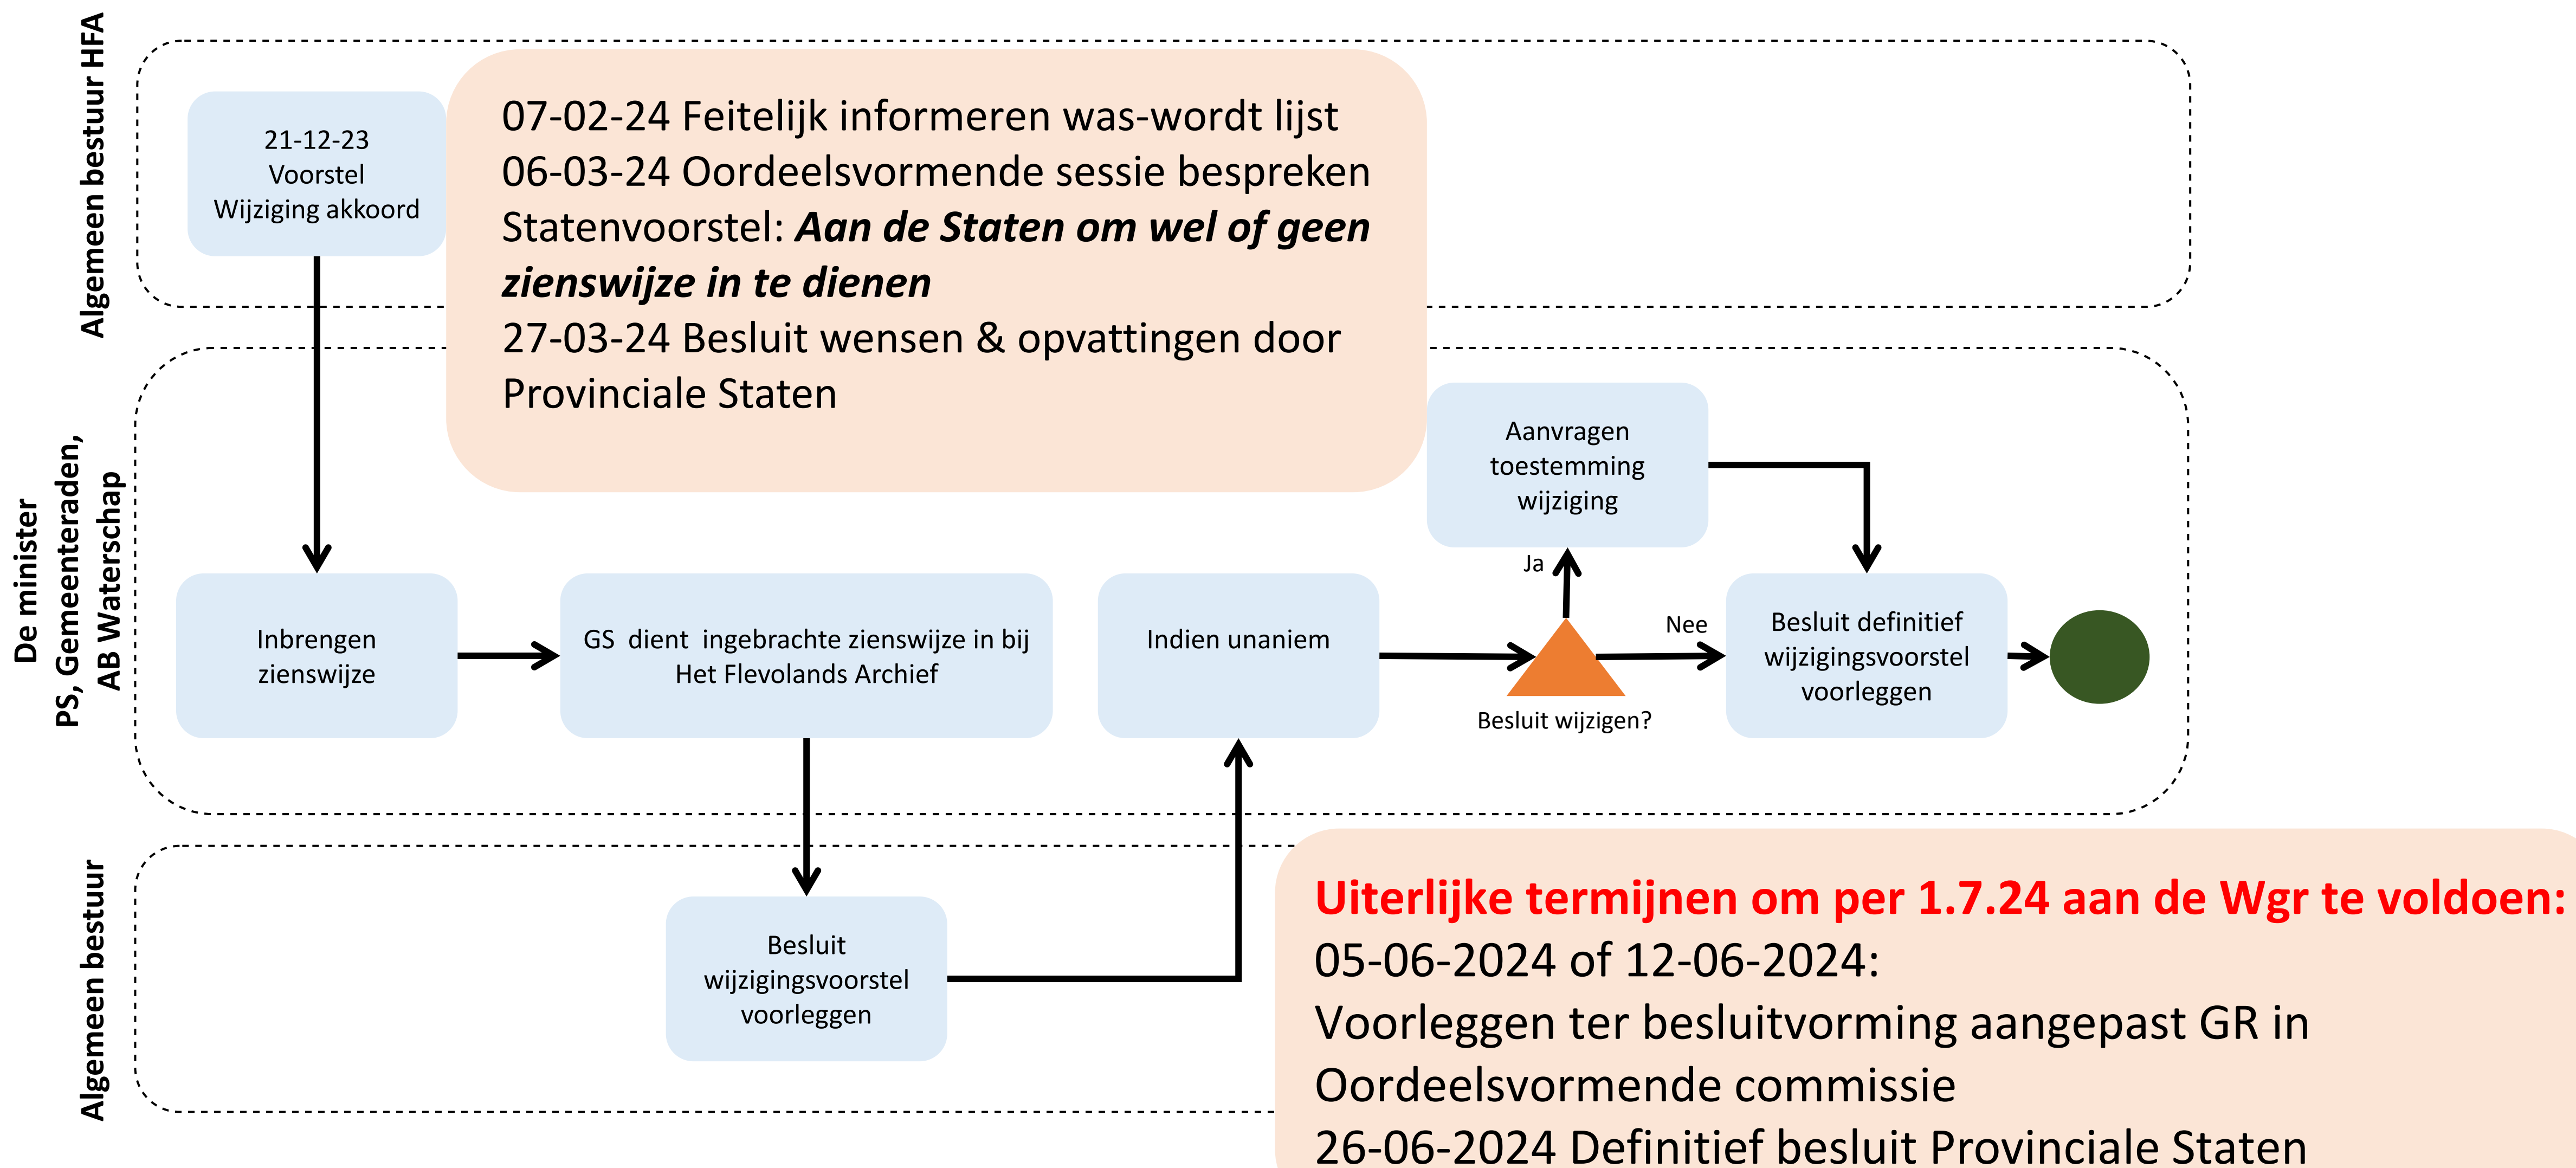 Algemeen bestuur HFA
21-12-23
Voorstel
Wijziging akkoord
07-02-24 Feitelijk informeren was-wordt lijst
06-03-24 Oordeelsvormende sessie bespreken
Statenvoorstel: Aan de Staten om wel of geen
zienswijze in te dienen
27-03-24 Besluit wensen & opvattingen door
Provinciale Staten
De minister
PS, Gemeenteraden,
AB Waterschap
Inbrengen
zienswijze
GS dient ingebrachte zienswijze in bij
Het Flevolands Archief
Indien unaniem
Besluit wijzigen?
Ja
Aanvragen
toestemming
wijziging
Nee
Besluit definitief
wijzigingsvoorstel
voorleggen
Algemeen bestuur
Besluit
wijzigingsvoorstel
voorleggen
Uiterlijke termijnen om per 1.7.24 aan de Wgr te voldoen:
05-06-2024 of 12-06-2024:
Voorleggen ter besluitvorming aangepast GR in
Oordeelsvormende commissie
26-06-2024 Definitief besluit Provinciale Staten